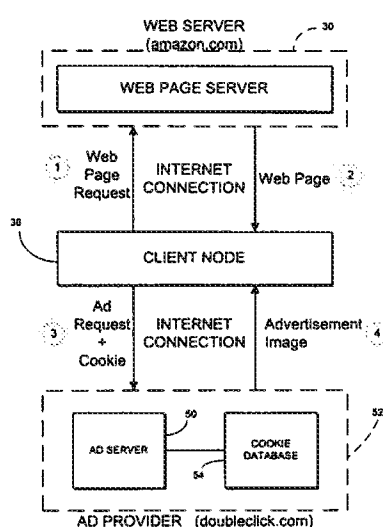 WEB SERVER
(amazon.com)
30
WEB PAGE SERVER
1
Web
Page
Request
INTERNET
CONNECTION
Web Page
2
38
CLIENT NODE
3
Ad
Request
+
Cookie
INTERNET
CONNECTION
Advertisement
Image
4
50
AD SERVER
54
COOKIE
DATABASE
52
AD PROVIDER (doubleclick.com)